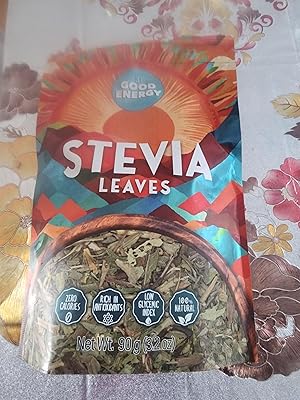 GOOD
ENERGY
STEVIA
LEAVES
ZERO
CALORIES
RICH IN
ANTIOXIDANTS
LOW
GLYCEMIC
INDEX
100%
NATURAL
Net Wt. 90g (3.2 oz)